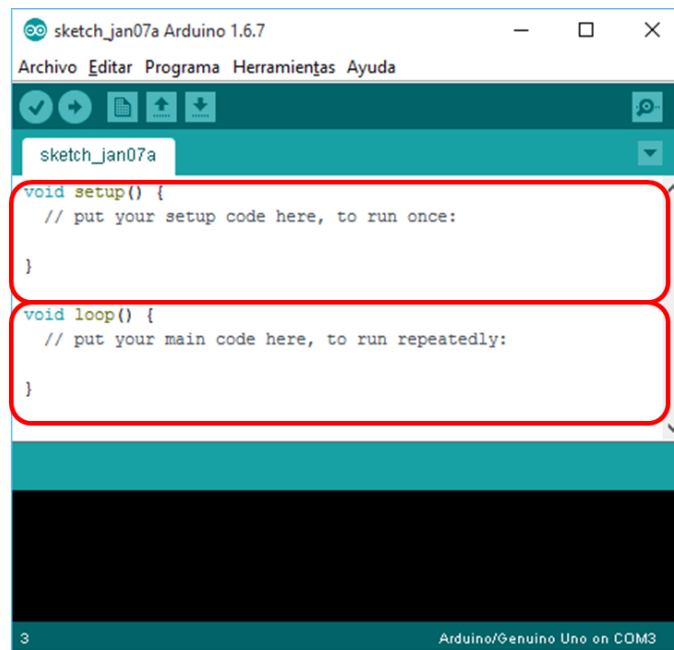 sketch_jan07a Arduino 1.6.7
Archivo Editar Programa Herramientas Ayuda
sketch_jan07a
void setup() {
// put your setup code here, to run once:
}
void loop() {
// put your main code here, to run repeatedly:
}
3
Arduino/Genuino Uno on COM3